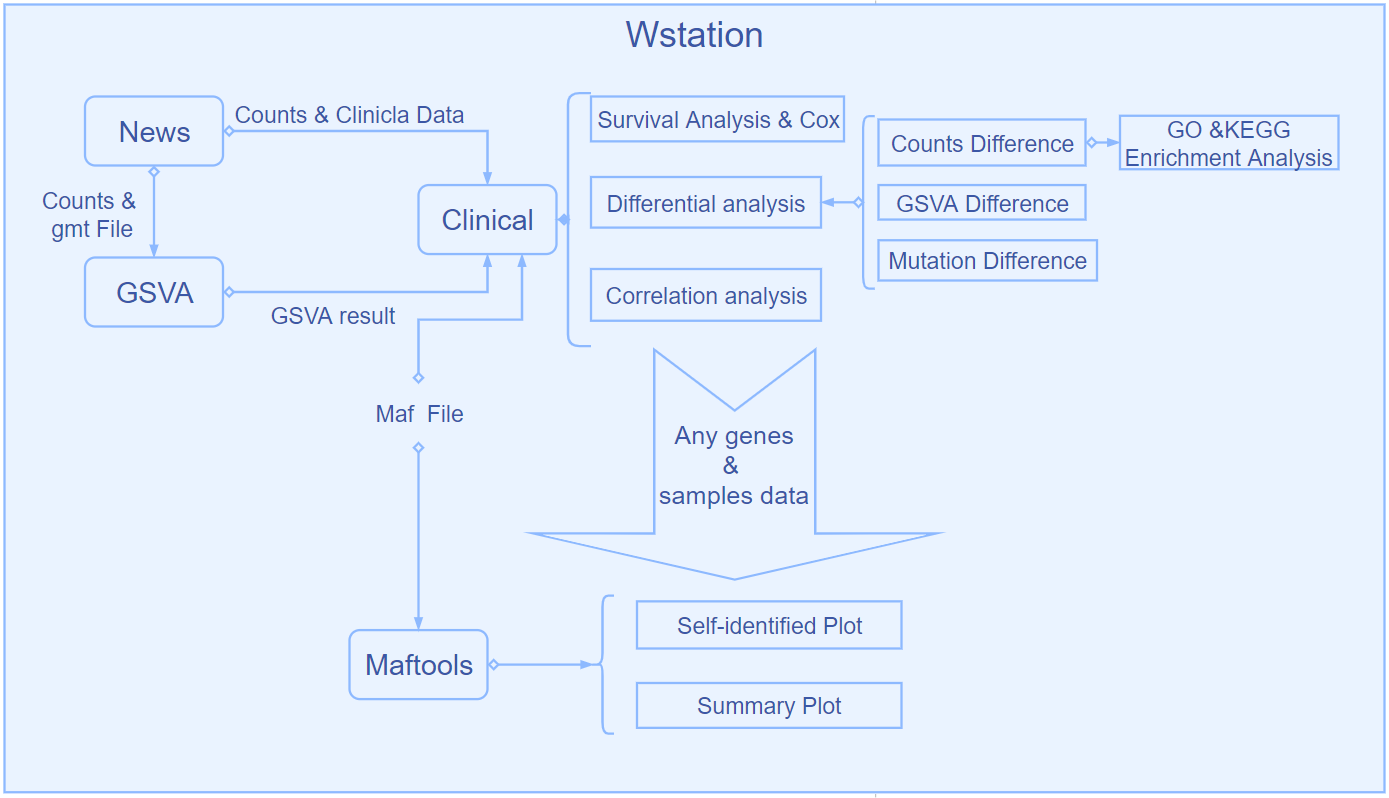 Wstation
News
Counts & Clinicla Data
Counts &
gmt File
GSVA
GSVA result
Clinical
Maf  File
Maftools
Survival Analysis & Cox
Differential analysis
Correlation analysis
Counts Difference
GSVA Difference
Mutation Difference
GO &KEGG
Enrichment Analysis
Any genes
&
samples data
Self-identified Plot
Summary Plot